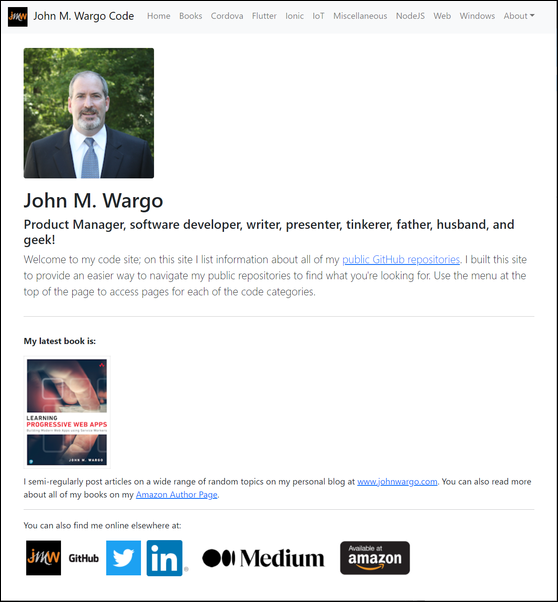 JMW John M. Wargo Code Home Books Cordova Flutter Ionic IoT Miscellaneous NodeJS Web Windows About
John M. Wargo
Product Manager, software developer, writer, presenter, tinkerer, father, husband, and
geek!
Welcome to my code site; on this site I list information about all of my public GitHub repositories. I built this site
to provide an easier way to navigate my public repositories to find what you're looking for. Use the menu at the
top of the page to access pages for each of the code categories.
My latest book is:
LEARNING
PROGRESSIVE WEB APPS
Building Modern Web Apps Using Service Workers
JOHN M. WARGO
I semi-regularly post articles on a wide range of random topics on my personal blog at www.johnwargo.com. You can also read more
about all of my books on my Amazon Author Page.
You can also find me online elsewhere at:
JMW GitHub in Medium Available at
amazon